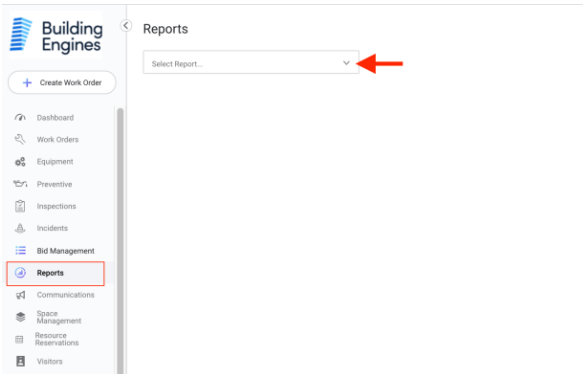 Building
Engines
Reports
Select Report...
+ Create Work Order
Dashboard
Work Orders
Equipment
Preventive
Inspections
Incidents
Bid Management
Reports
Communications
Space
Management
Resource
Reservations
Visitors